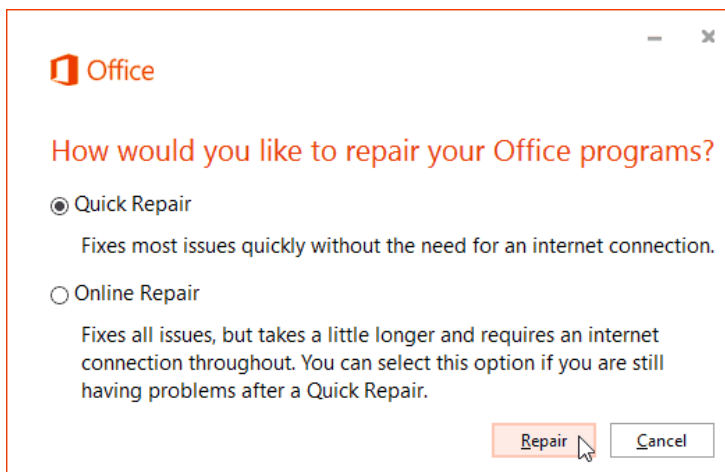 Office
How would you like to repair your Office programs?
Quick Repair
Fixes most issues quickly without the need for an internet connection.
Online Repair
Fixes all issues, but takes a little longer and requires an internet
connection throughout. You can select this option if you are still
having problems after a Quick Repair.
Repair
Cancel